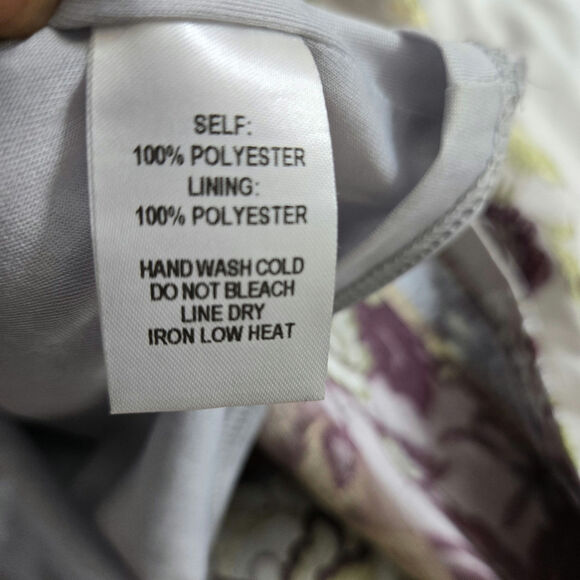 SELF:
100% POLYESTER
LINING:
100% POLYESTER
HAND WASH COLD
DO NOT BLEACH
LINE DRY
IRON LOW HEAT